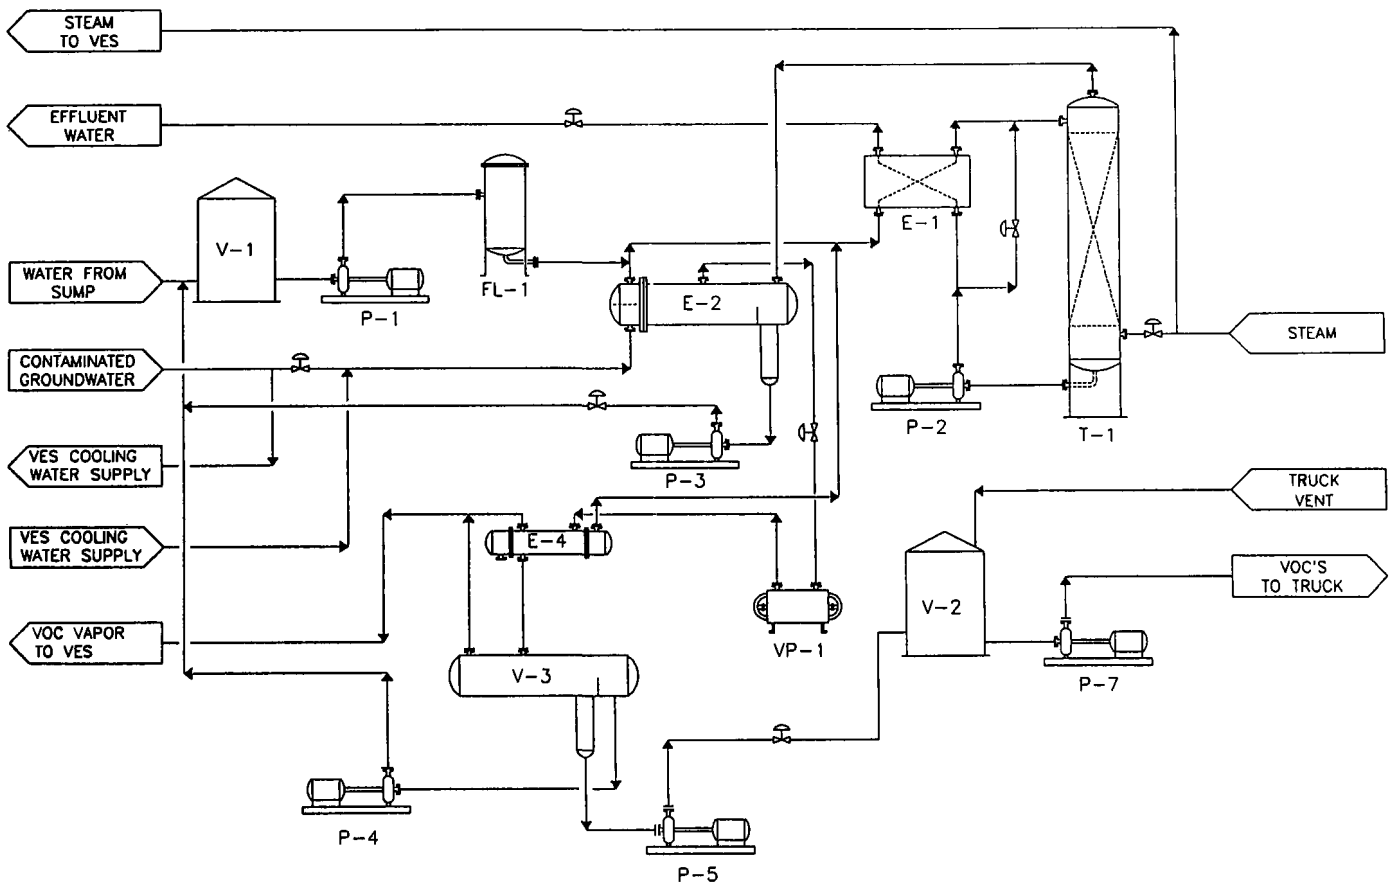 STEAM
TO VES
EFFLUENT
WATER
E-1
V-1
WATER FROM
SUMP
FL-1
E-2
P-1
STEAM
CONTAMINATED
GROUNDWATER
P-2
T-1
VES COOLING
WATER SUPPLY
P-3
TRUCK
VENT
VES COOLING
WATER SUPPLY
E-4
VOC'S
TO TRUCK
V-2
VOC VAPOR
TO VES
VP-1
V-3
P-7
P-4
P-5